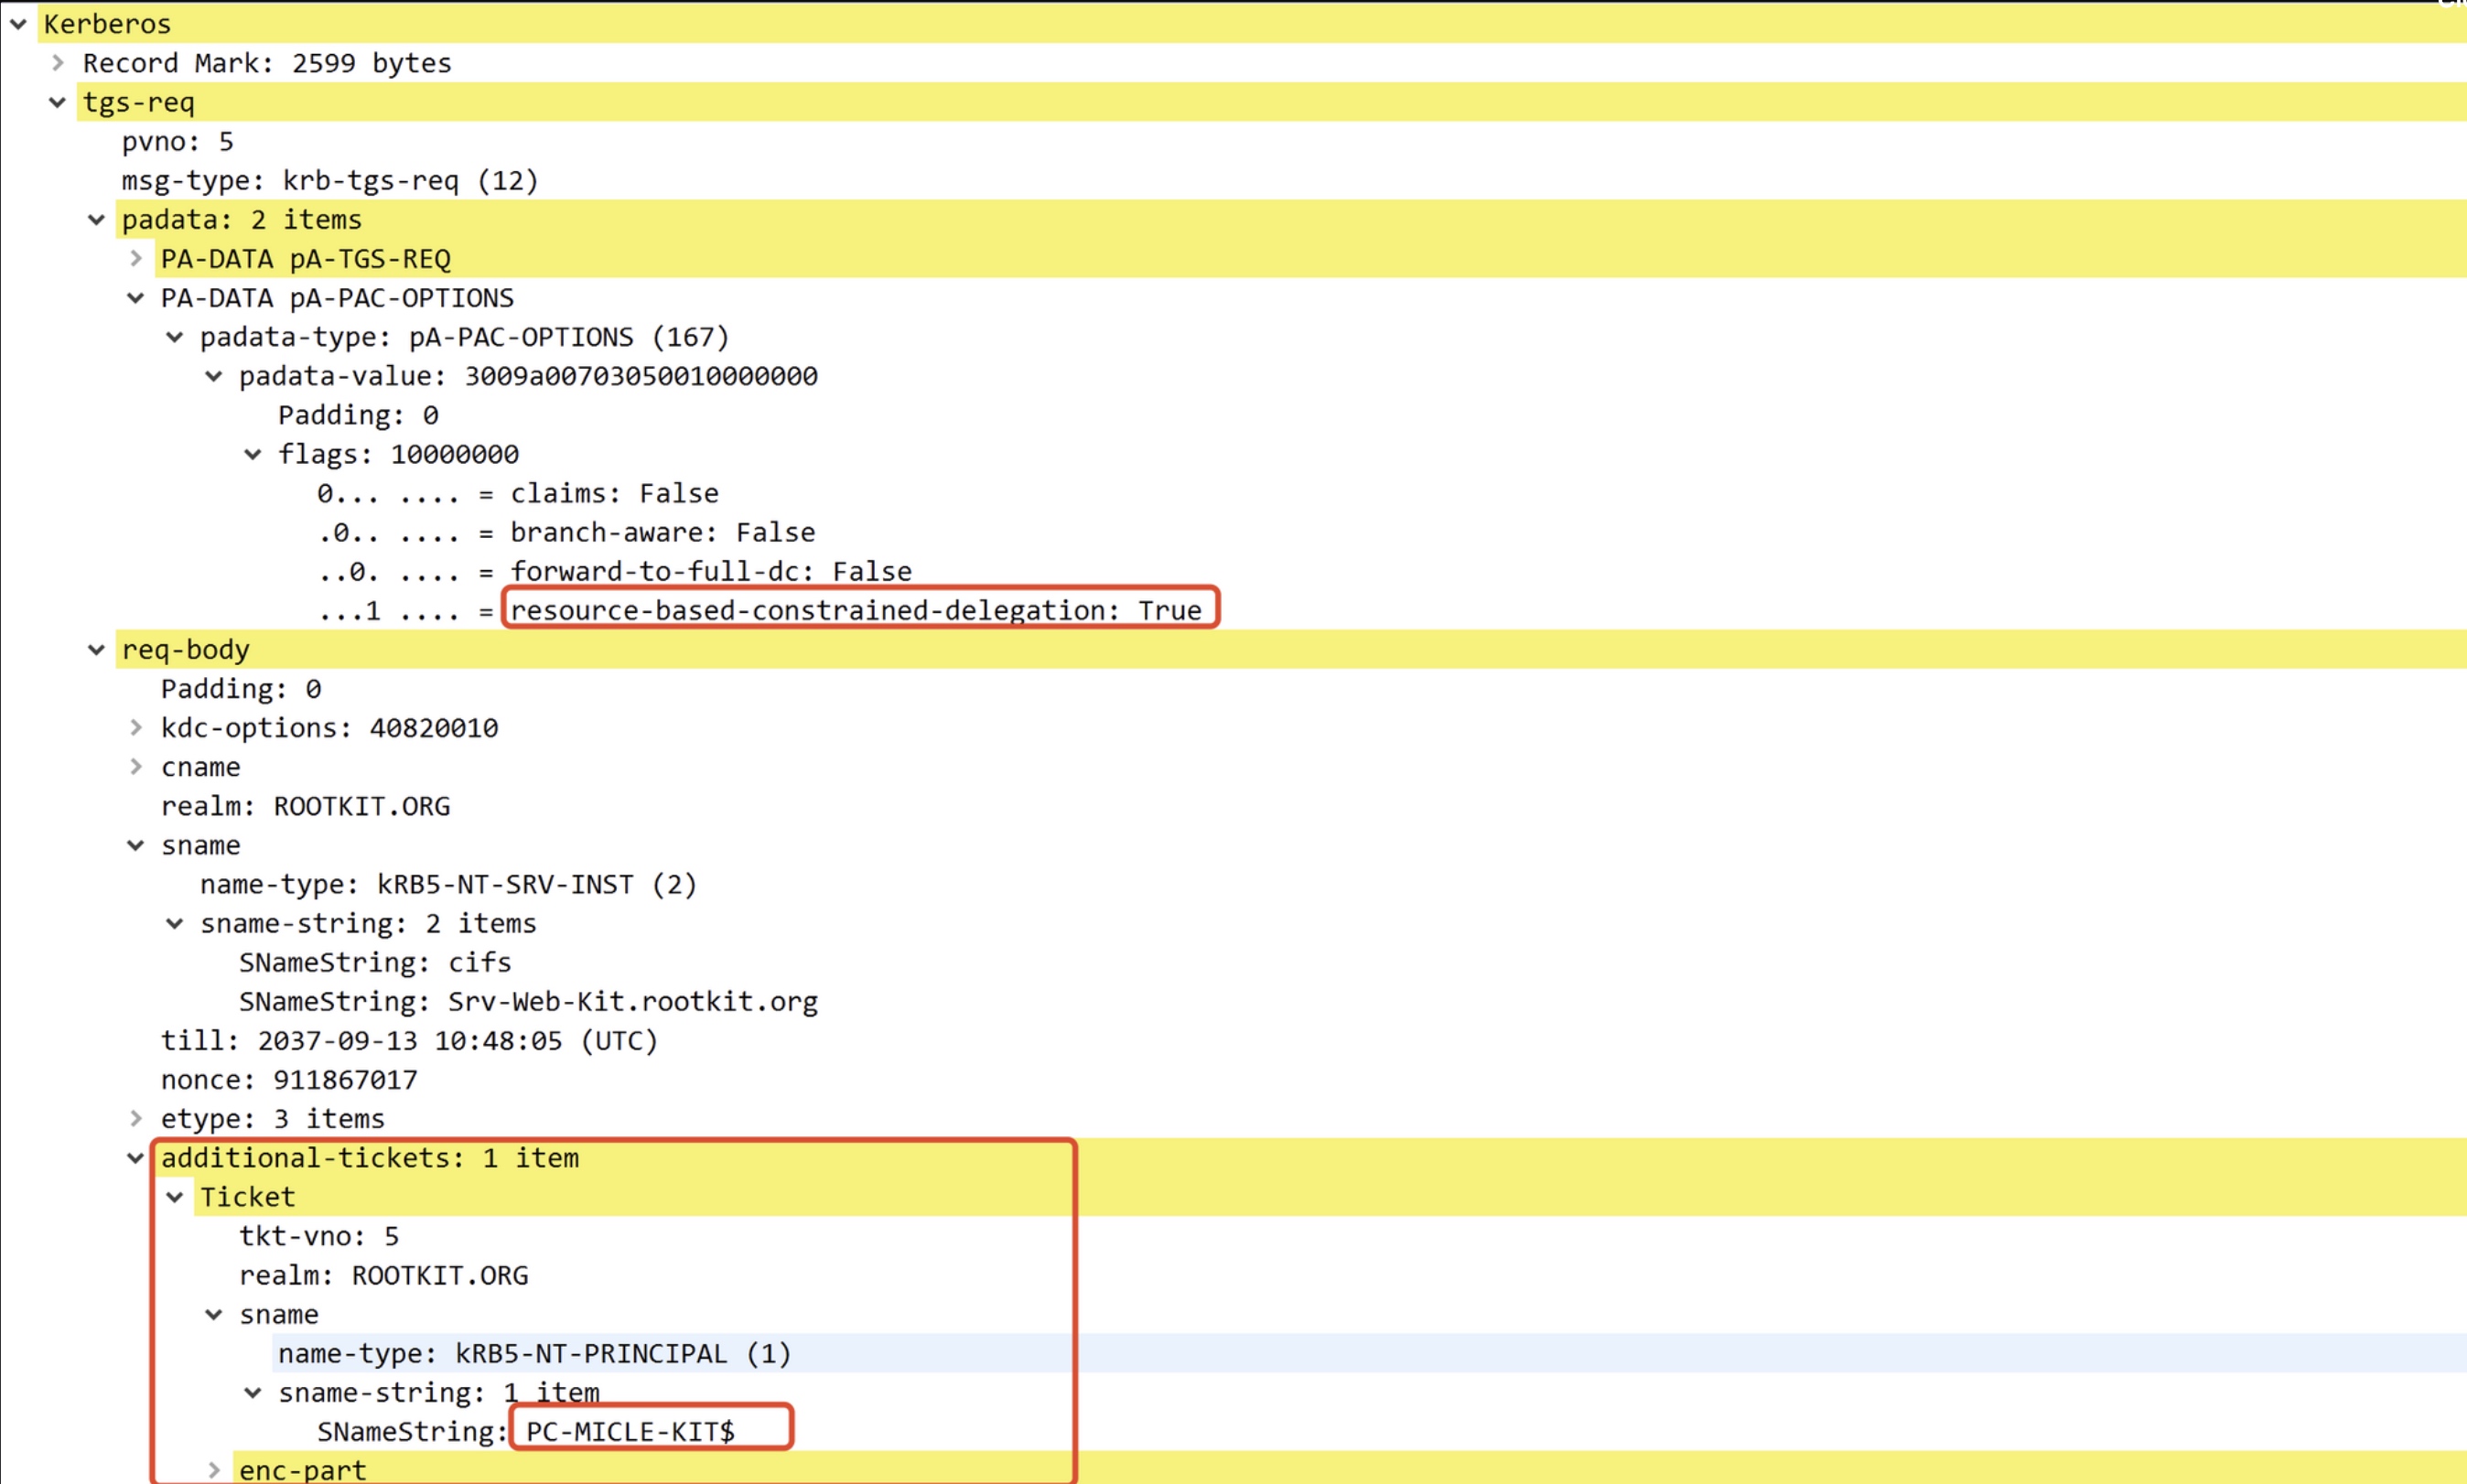 Kerberos
Record Mark: 2599 bytes
tgs-req
pvno: 5
msg-type: krb-tgs-req (12)
padata: 2 items
PA-DATA pA-TGS-REQ
PA-DATA pA-PAC-OPTIONS
padata-type: pA-PAC-OPTIONS (167)
padata-value: 3009a00703050010000000
Padding: 0
flags: 10000000
0... .... = claims: False
.0.. .... = branch-aware: False
..0. .... = forward-to-full-dc: False
...1 .... = resource-based-constrained-delegation: True
req-body
Padding: 0
kdc-options: 40820010
cname
realm: ROOTKIT.ORG
sname
name-type: kRB5-NT-SRV-INST (2)
sname-string: 2 items
SNameString: cifs
SNameString: Srv-Web-Kit.rootkit.org
till: 2037-09-13 10:48:05 (UTC)
nonce: 911867017
etype: 3 items
additional-tickets: 1 item
Ticket
tkt-vno: 5
realm: ROOTKIT.ORG
sname
name-type: kRB5-NT-PRINCIPAL (1)
sname-string: 1 item
SNameString: PC-MICLE-KIT$
enc-part